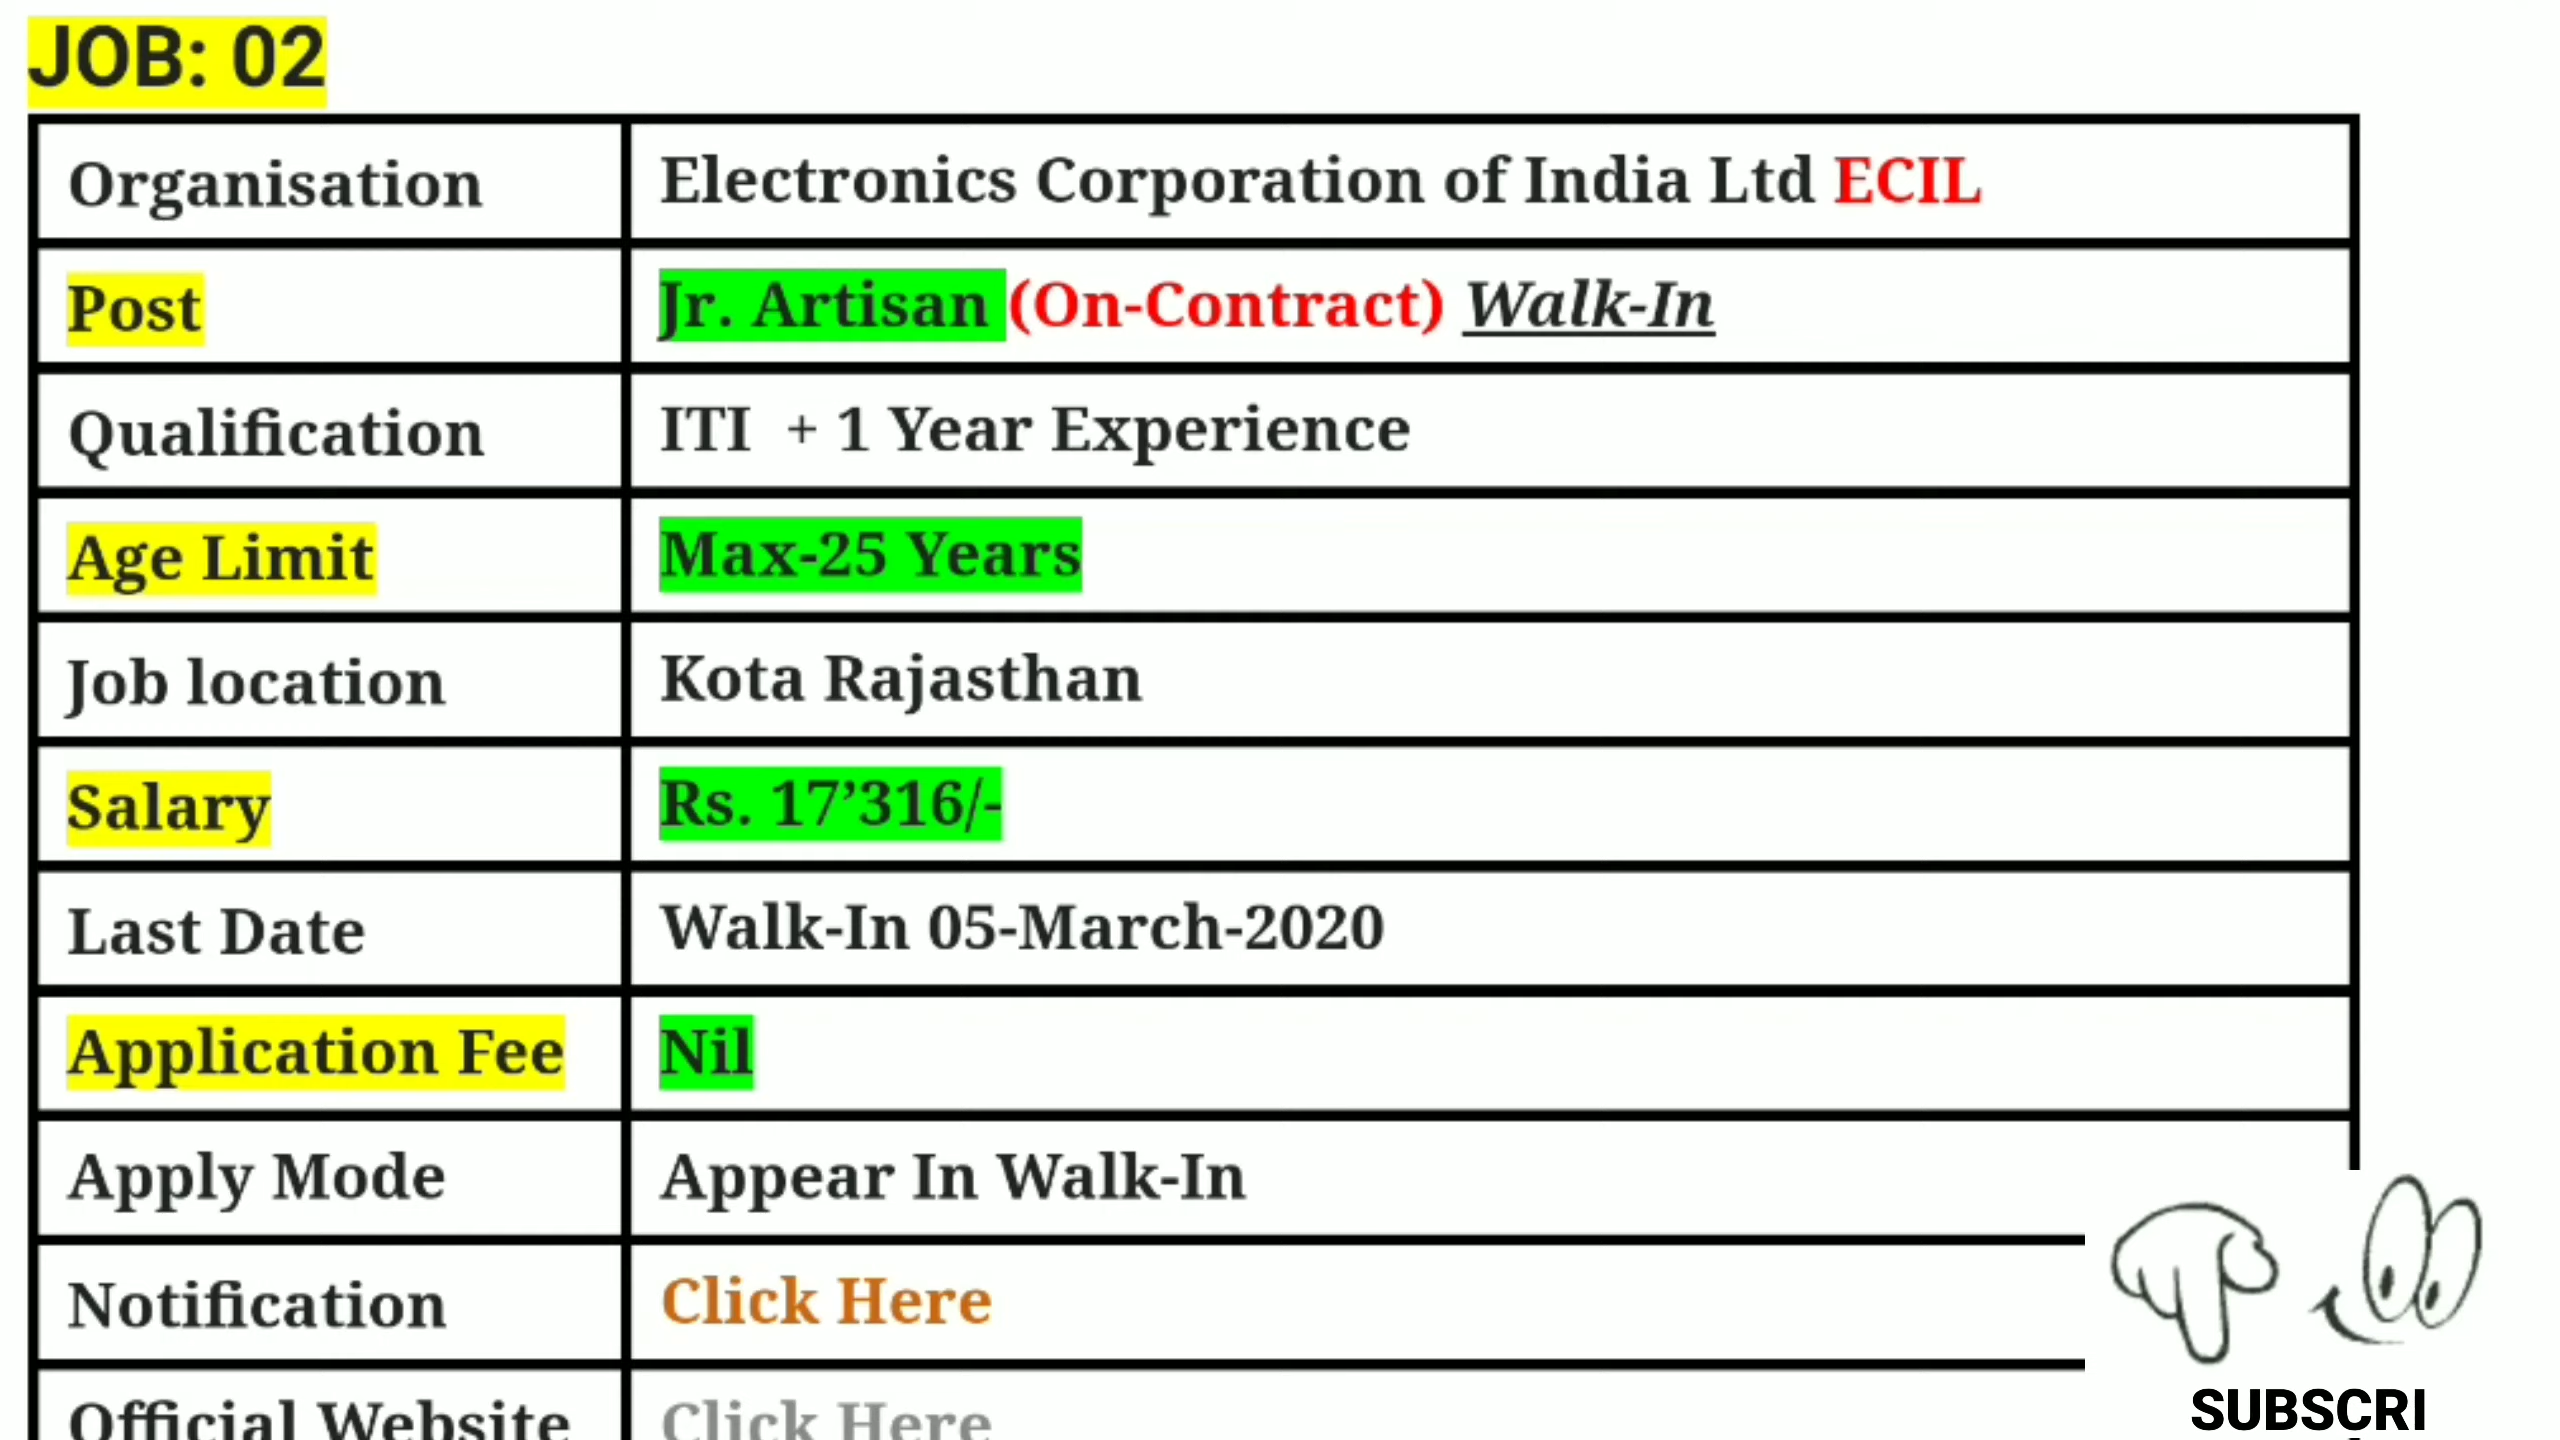 JOB: 02
Organisation Electronics Corporation of India Ltd ECIL
Post Jr. Artisan (On-Contract) Walk-In
Qualification ITI + 1 Year Experience
Age Limit Max-25 Years
Job location Kota Rajasthan
Salary Rs. 17’316/-
Last Date Walk-In 05-March-2020
Application Fee Nil
Apply Mode Appear In Walk-In
Notification Click Here
Official Website Click Here
SUBSCRI